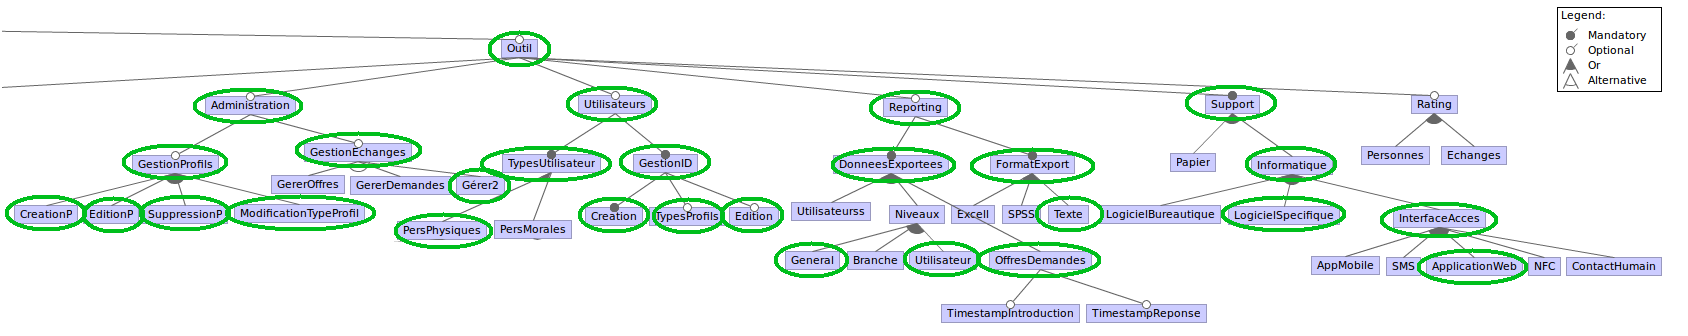 Legend:
Mandatory
Optional
Or
Alternative
Outil
Administration
Utilisateurs
Reporting
Support
Rating
GestionProfils
GestionEchanges
TypesUtilisateur
GestionID
DonneesExportees
FormatExport
Papier
Informatique
Personnes
Echanges
GererOffres
GererDemandes
Gérer2
CreationP
EditionP
SuppressionP
ModificationTypeProfil
PersPhysiques
PersMorales
Creation
TypesProfils
Edition
Utilisateurss
Niveaux
Excell
SPSS
Texte
LogicielBureautique
LogicielSpecifique
InterfaceAcces
General
Branche
Utilisateur
OffresDemandes
AppMobile
SMS
ApplicationWeb
NFC
ContactHumain
TimestampIntroduction
TimestampReponse